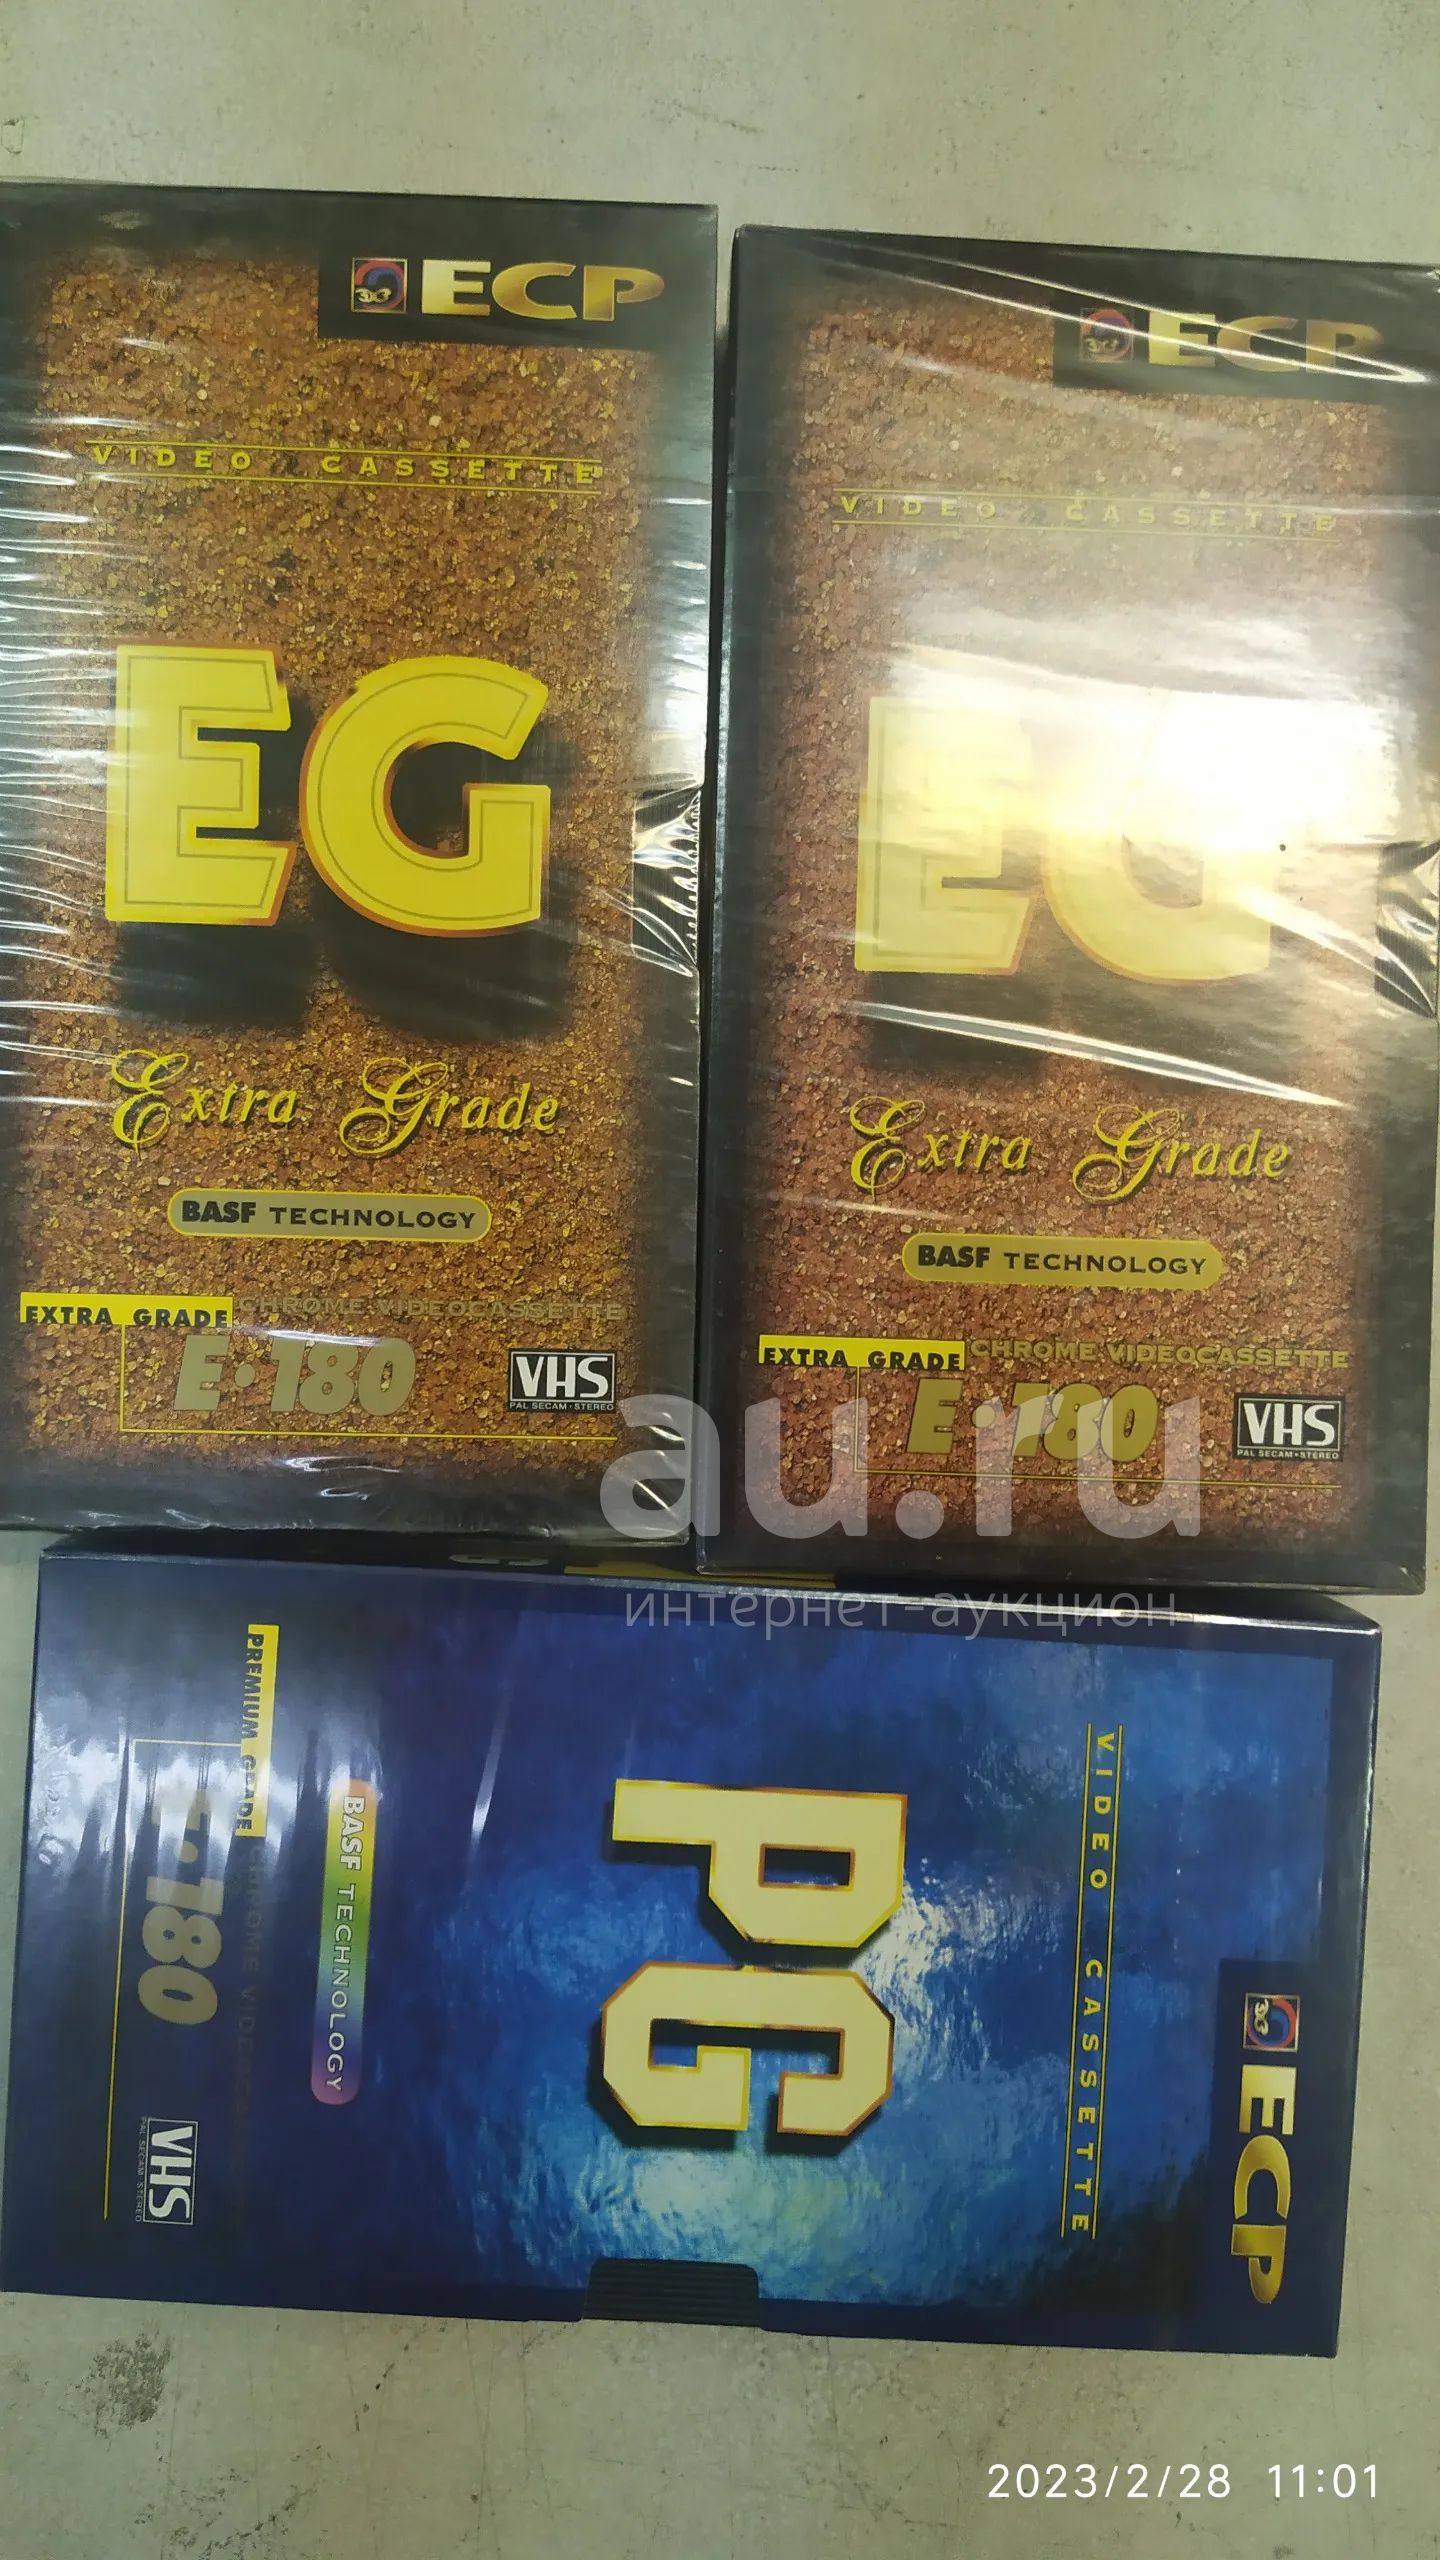 ECP
VIDEO CASSETTE
EG
Extra Grade
BASF TECHNOLOGY
EXTRA GRADE CHROME VIDEOCASSETTE
E·180
VHS
PAL SECAM·STEREO
ECP
VIDEO CASSETTE
EG
Extra Grade
BASF TECHNOLOGY
EXTRA GRADE CHROME VIDEOCASSETTE
E·180
VHS
PAL SECAM·STEREO
au.ru
интернет-аукцион
ECP
VIDEO CASSETTE
PG
BASF TECHNOLOGY
PREMIUM GRADE CHROME
E·180
VHS
PAL SECAM·STEREO
2023/2/28 11:01